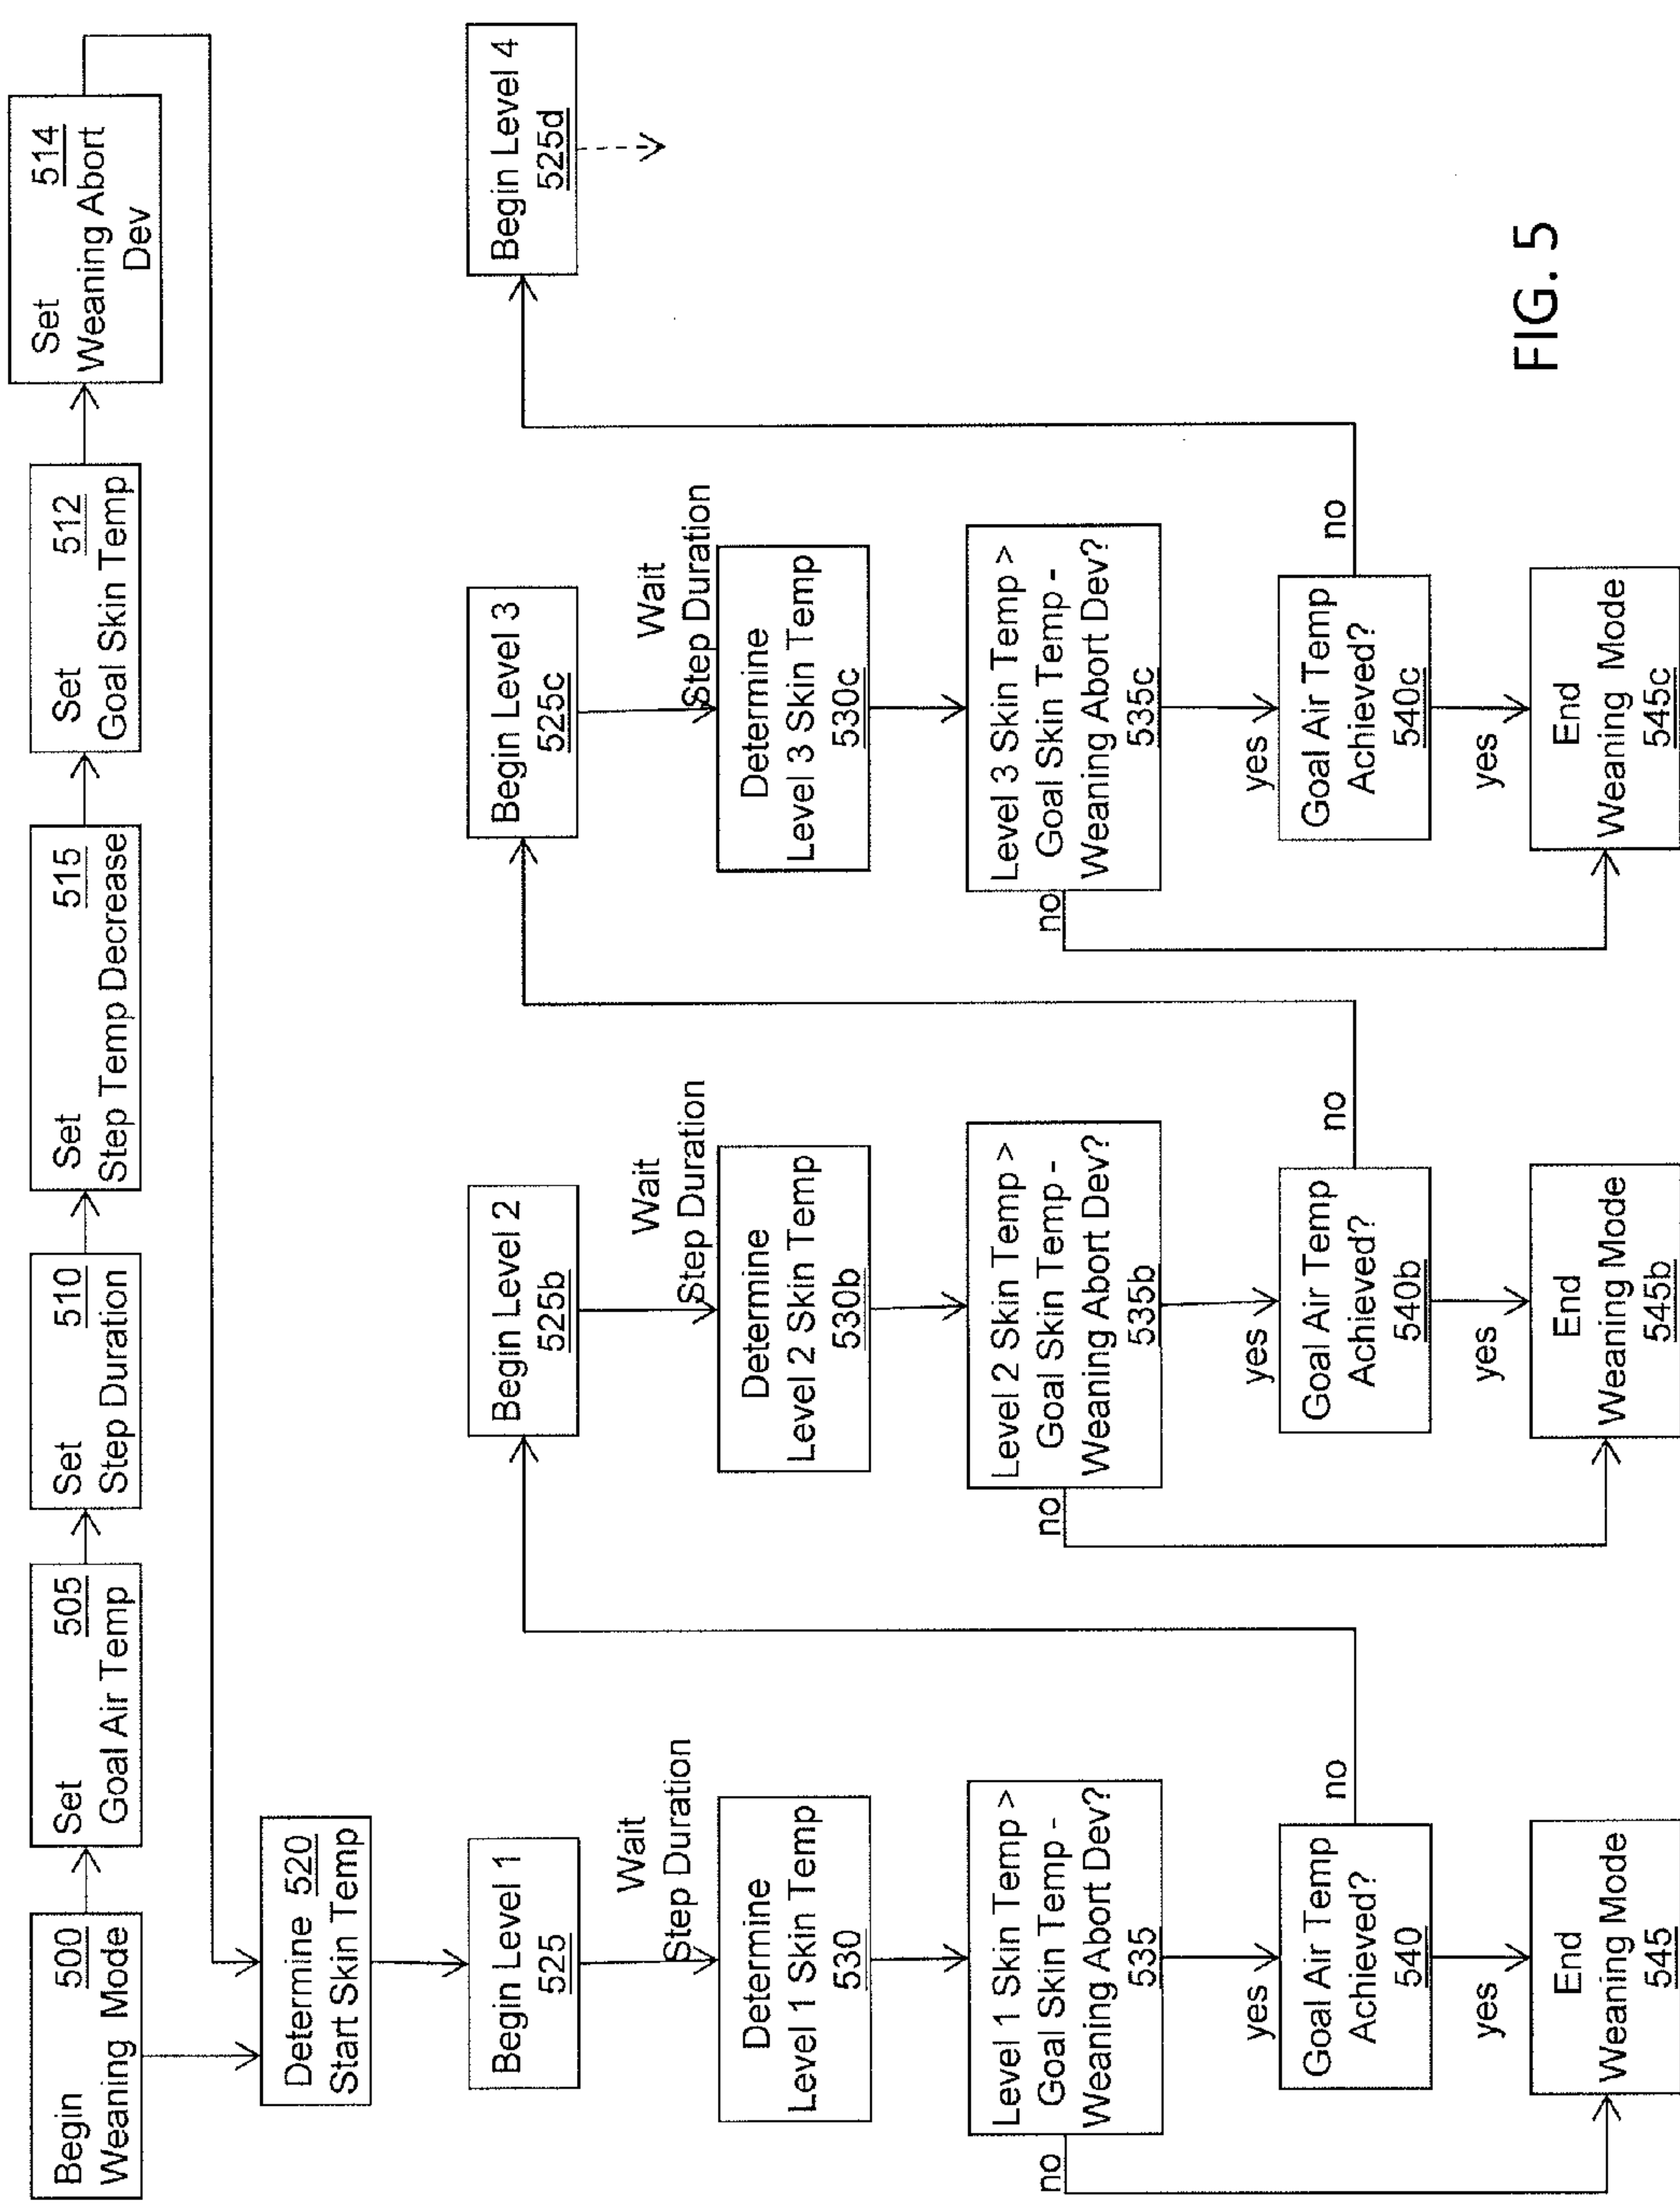 Begin 500
Weaning Mode
Set 505
Goal Air Temp
Set 510
Step Duration
Set 515
Step Temp Decrease
Set 512
Goal Skin Temp
Set 514
Weaning Abort
Dev
Determine 520
Start Skin Temp
Begin Level 1
525
Wait
Step Duration
Determine
Level 1 Skin Temp
530
Level 1 Skin Temp >
Goal Skin Temp -
Weaning Abort Dev?
535
no
yes
Goal Air Temp
Achieved?
540
no
yes
End
Weaning Mode
545
Begin Level 2
525b
Wait
Step Duration
Determine
Level 2 Skin Temp
530b
Level 2 Skin Temp >
Goal Skin Temp -
Weaning Abort Dev?
535b
no
yes
Goal Air Temp
Achieved?
540b
no
yes
End
Weaning Mode
545b
Begin Level 3
525c
Wait
Step Duration
Determine
Level 3 Skin Temp
530c
Level 3 Skin Temp >
Goal Skin Temp -
Weaning Abort Dev?
535c
no
yes
Goal Air Temp
Achieved?
540c
no
yes
End
Weaning Mode
545c
Begin Level 4
525d
FIG. 5